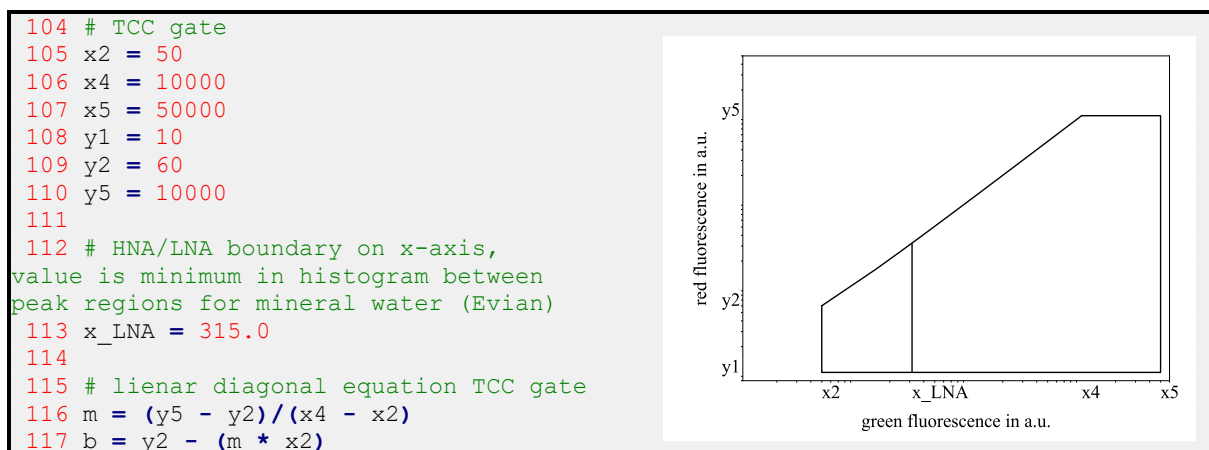 104 # TCC gate
105 x2 = 50
106 x4 = 10000
107 x5 = 50000
108 y1 = 10
109 y2 = 60
110 y5 = 10000
111
112 # HNA/LNA boundary on x-axis,
value is minimum in histogram between
peak regions for mineral water (Evian)
113 x_LNA = 315.0
114
115 # lienar diagonal equation TCC gate
116 m = (y5 - y2)/(x4 - x2)
117 b = y2 - (m * x2)
red fluorescence in a.u.
y5
y2
y1
x2 x_LNA x4 x5
green fluorescence in a.u.